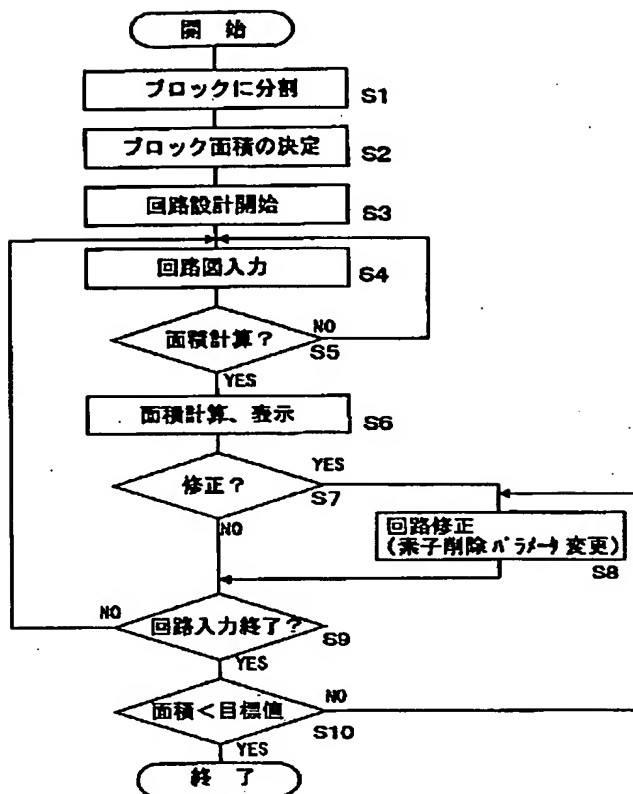 開 始
ブロックに分割
S1
ブロック面積の決定
S2
回路設計開始
S3
回路図入力
S4
面積計算?
NO
S5
YES
面積計算、表示
S6
修正?
YES
S7
NO
回路修正
(素子削除パラメータ変更)
S8
NO
回路入力終了?
S9
YES
面積<目標値
NO
S10
YES
終 了